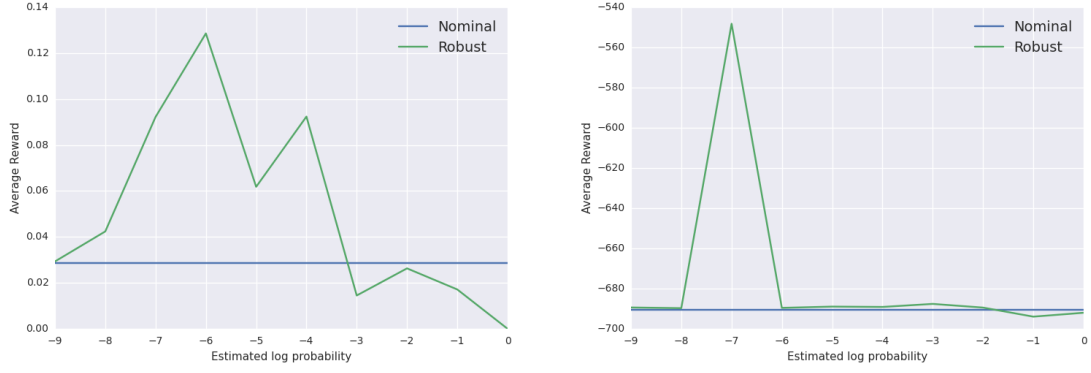 0.14
0.12
0.10
0.08
0.06
0.04
0.02
0.00
Average Reward
Nominal
Robust
−9 −8 −7 −6 −5 −4 −3 −2 −1 0
Estimated log probability
−540
−560
−580
−600
−620
−640
−660
−680
−700
Average Reward
Nominal
Robust
−9 −8 −7 −6 −5 −4 −3 −2 −1 0
Estimated log probability